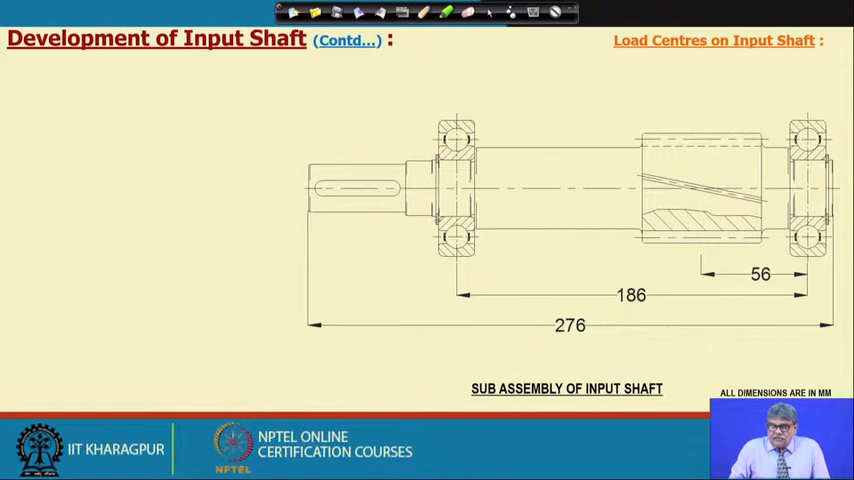 Development of Input Shaft (Contd...) :
Load Centres on Input Shaft :
56
186
276
SUB ASSEMBLY OF INPUT SHAFT
ALL DIMENSIONS ARE IN MM
IIT KHARAGPUR
NPTEL
NPTEL ONLINE
CERTIFICATION COURSES